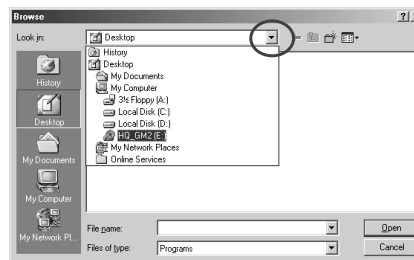 Browse
Look in:
Desktop
History
Desktop
My Documents
My Computer
3½ Floppy (A:)
Local Disk (C:)
Local Disk (D:)
HQ_GM2 (E:)
My Network Places
Online Services
History
Desktop
My Documents
My Computer
My Network Pl...
File name:
Open
Files of type:
Programs
Cancel